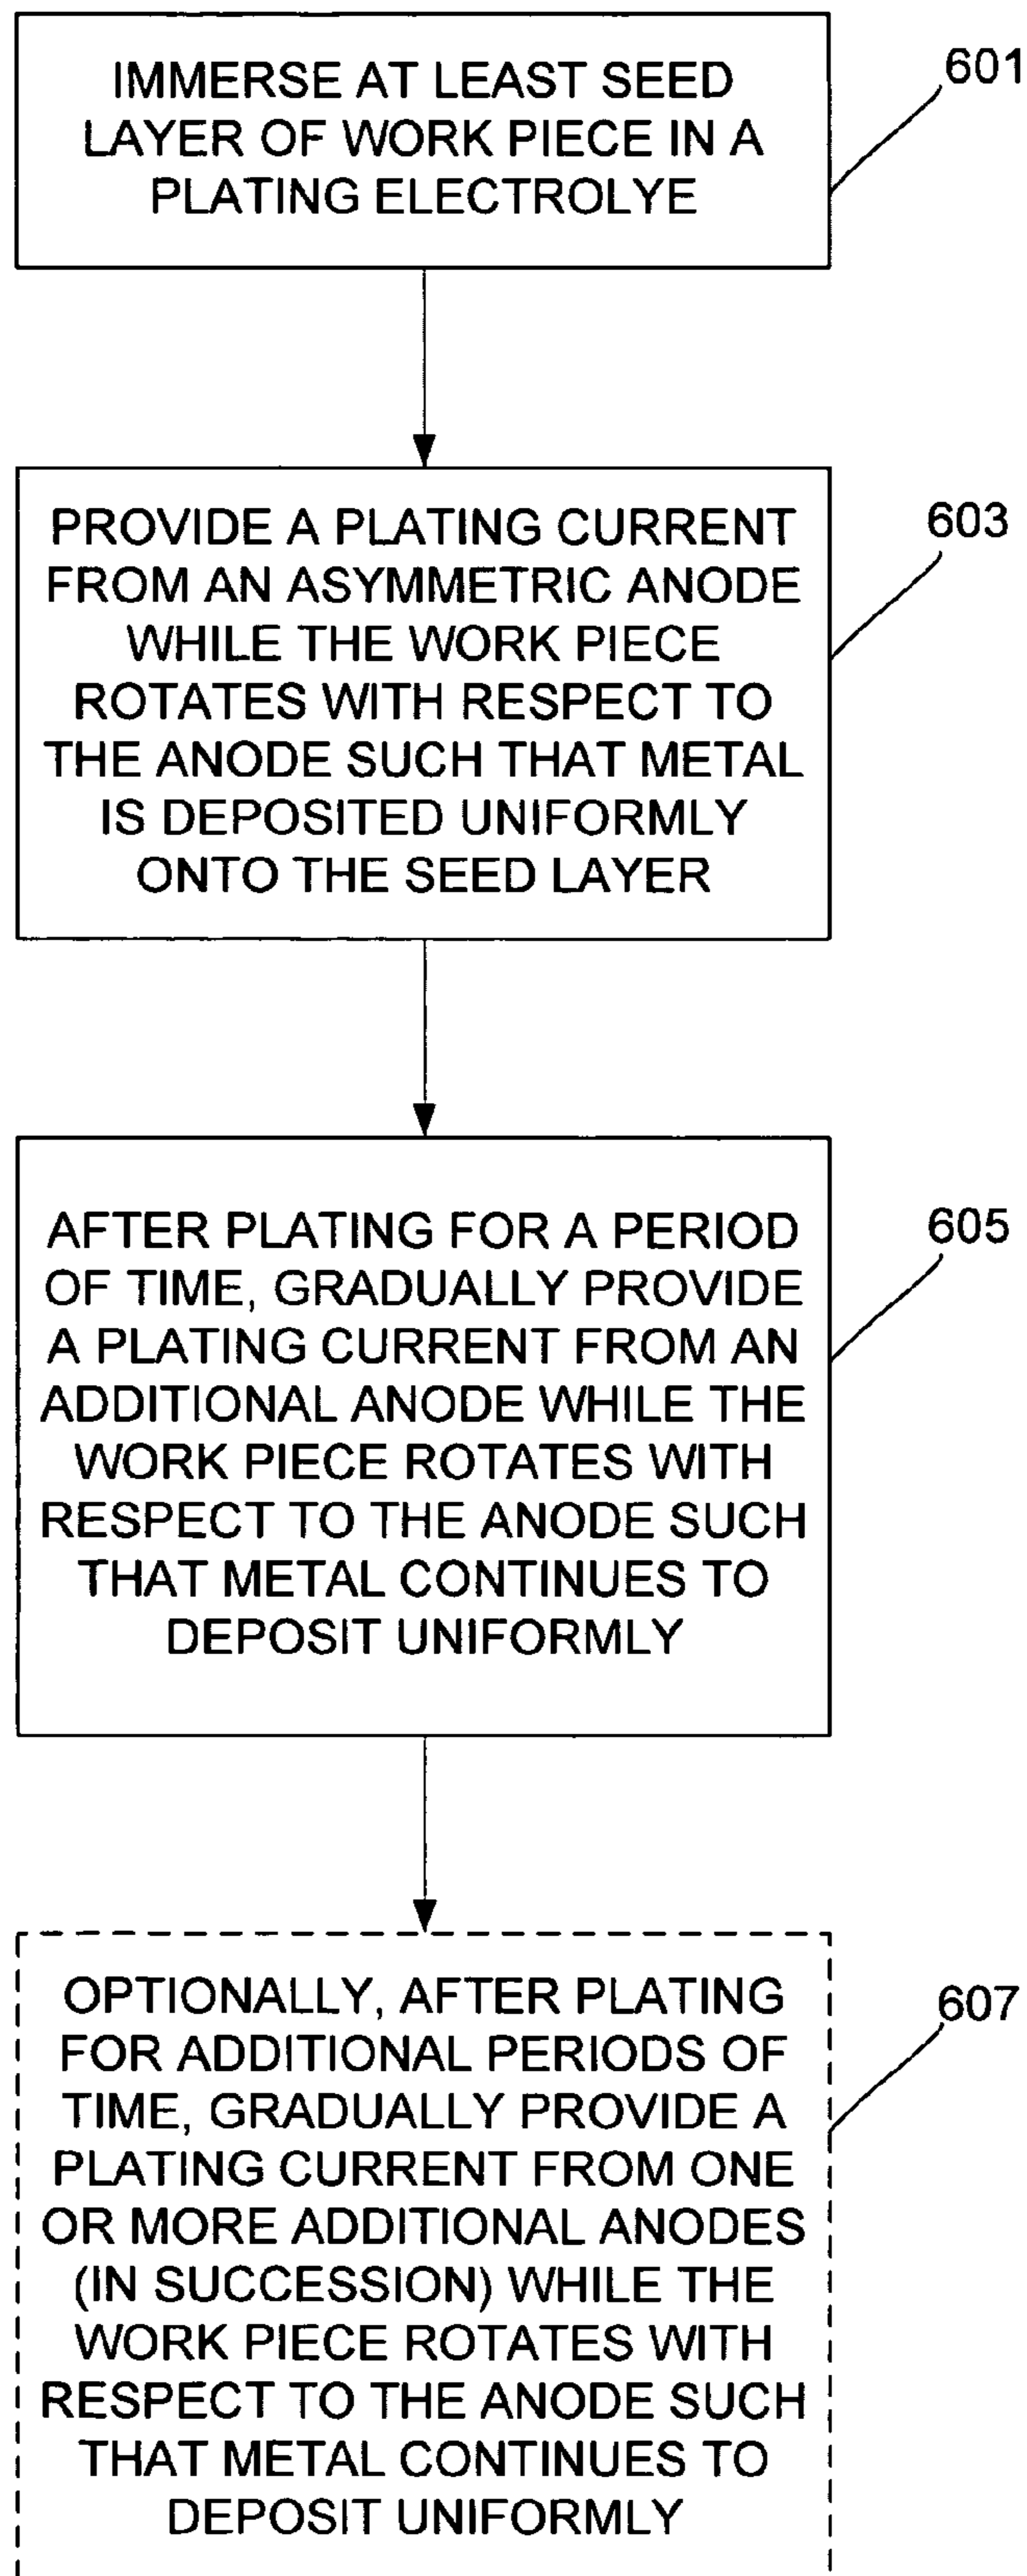 IMMERSE AT LEAST SEED
LAYER OF WORK PIECE IN A
PLATING ELECTROLYE
601
PROVIDE A PLATING CURRENT
FROM AN ASYMMETRIC ANODE
WHILE THE WORK PIECE
ROTATES WITH RESPECT TO
THE ANODE SUCH THAT METAL
IS DEPOSITED UNIFORMLY
ONTO THE SEED LAYER
603
AFTER PLATING FOR A PERIOD
OF TIME, GRADUALLY PROVIDE
A PLATING CURRENT FROM AN
ADDITIONAL ANODE WHILE THE
WORK PIECE ROTATES WITH
RESPECT TO THE ANODE SUCH
THAT METAL CONTINUES TO
DEPOSIT UNIFORMLY
605
OPTIONALLY, AFTER PLATING
FOR ADDITIONAL PERIODS OF
TIME, GRADUALLY PROVIDE A
PLATING CURRENT FROM ONE
OR MORE ADDITIONAL ANODES
(IN SUCCESSION) WHILE THE
WORK PIECE ROTATES WITH
RESPECT TO THE ANODE SUCH
THAT METAL CONTINUES TO
DEPOSIT UNIFORMLY
607